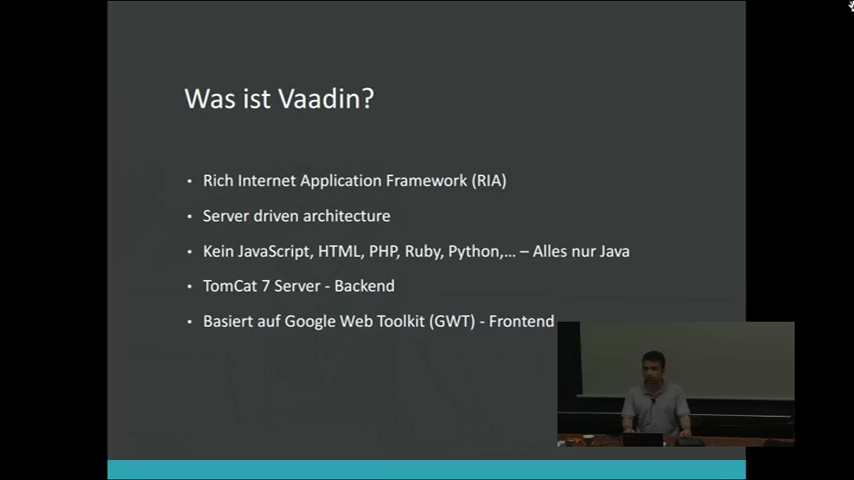 Was ist Vaadin?
• Rich Internet Application Framework (RIA)
• Server driven architecture
• Kein JavaScript, HTML, PHP, Ruby, Python,... – Alles nur Java
• TomCat 7 Server - Backend
• Basiert auf Google Web Toolkit (GWT) - Frontend